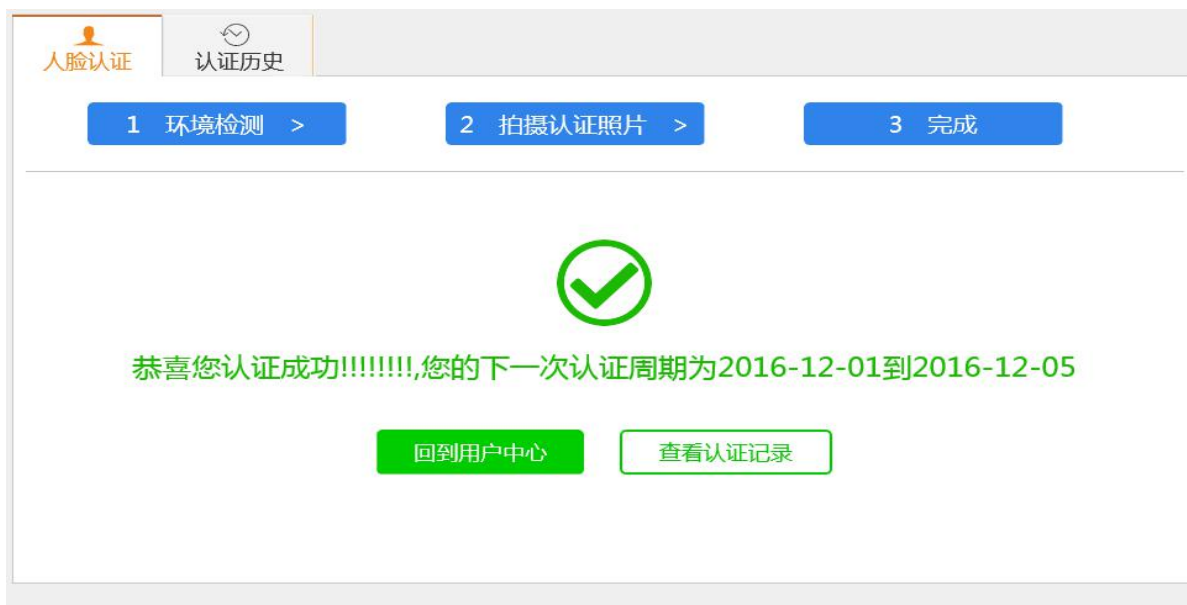 人脸认证
认证历史
1 环境检测 >
2 拍摄认证照片 >
3 完成
恭喜您认证成功!!!!!!!!,您的下一次认证周期为2016-12-01到2016-12-05
回到用户中心
查看认证记录